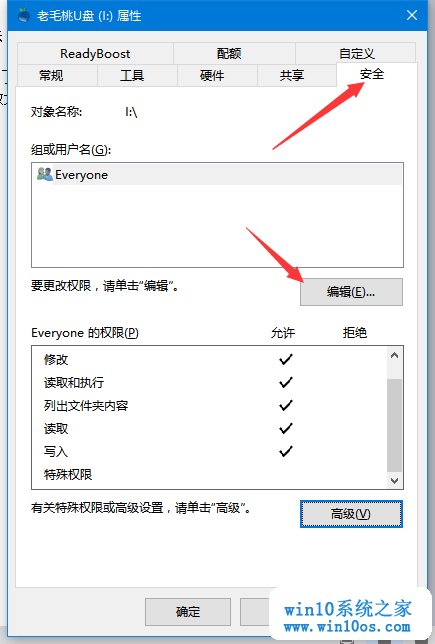 老毛桃U盘 (I:) 属性
ReadyBoost 配额 自定义
常规 工具 硬件 共享 安全
对象名称: I:\
组或用户名(G):
Everyone
要更改权限，请单击"编辑"。
编辑(E)...
Everyone 的权限(P) 允许 拒绝
修改
读取和执行
列出文件夹内容
读取
写入
特殊权限
有关特殊权限或高级设置，请单击"高级"。
高级(V)
确定
win10系统之家
www.win10os.com